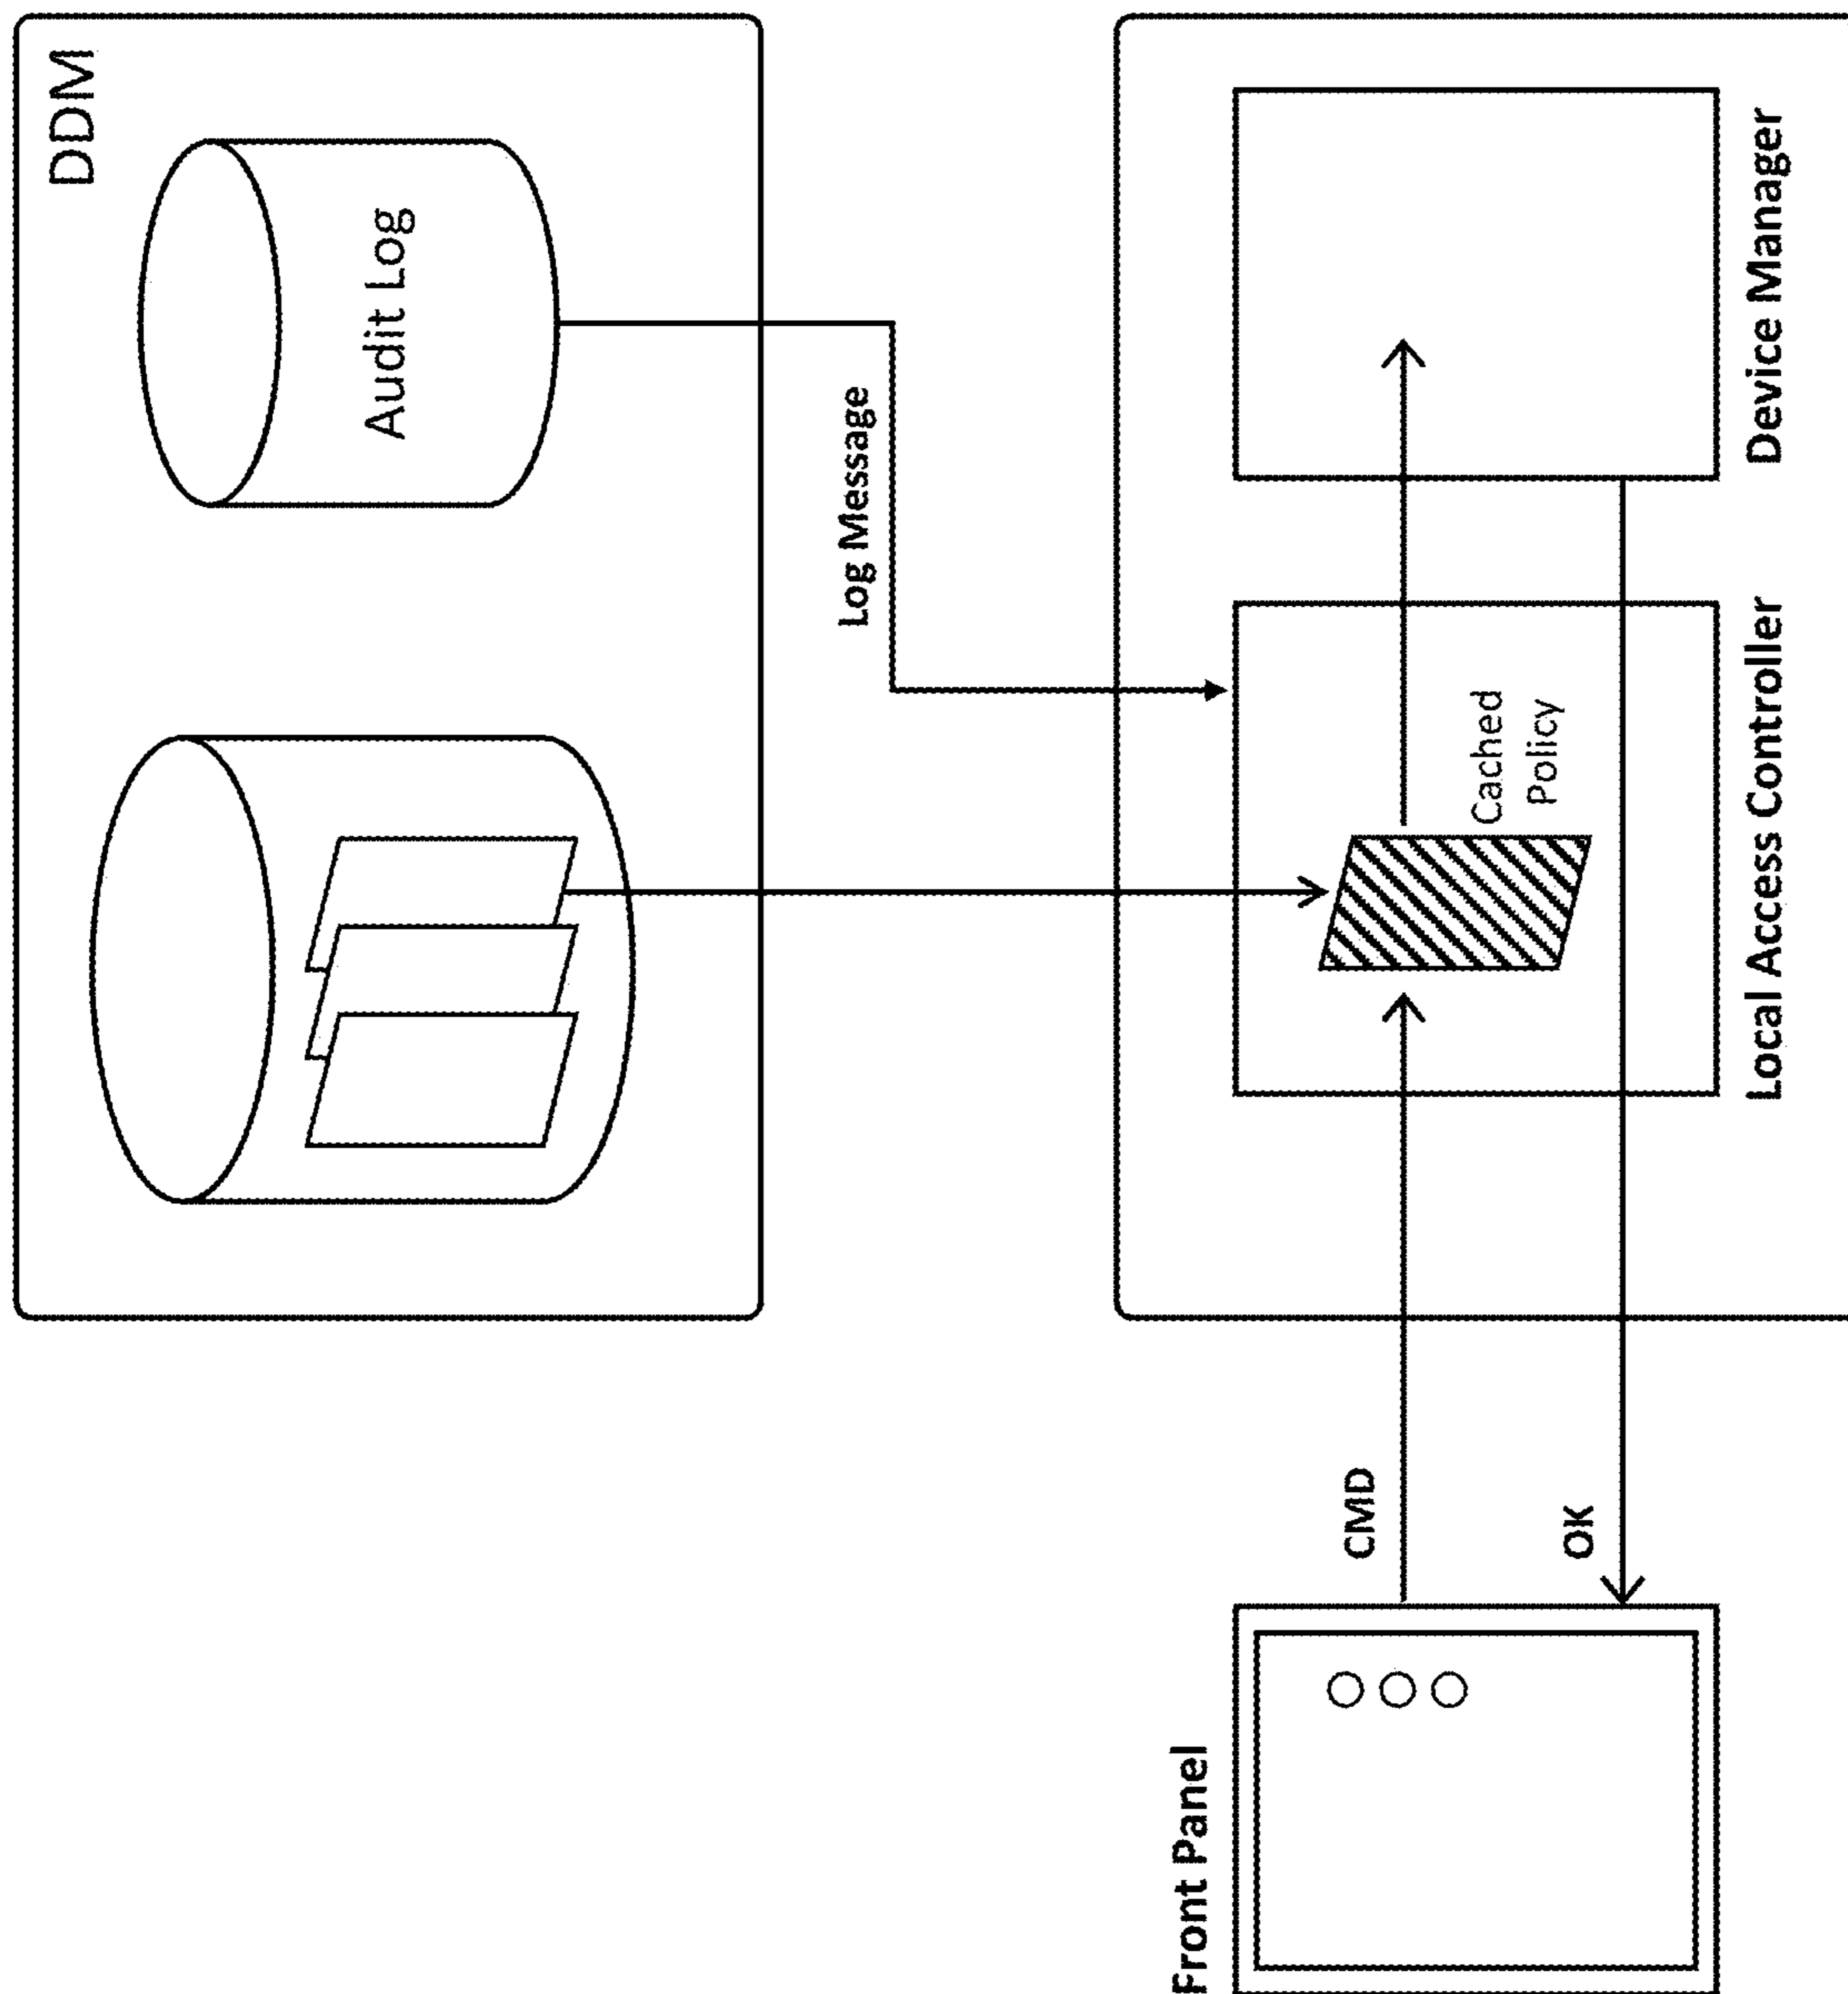 DDM
Audit Log
Log Message
Cached
Policy
Local Access Controller
Device Manager
Front Panel
CMD
OK